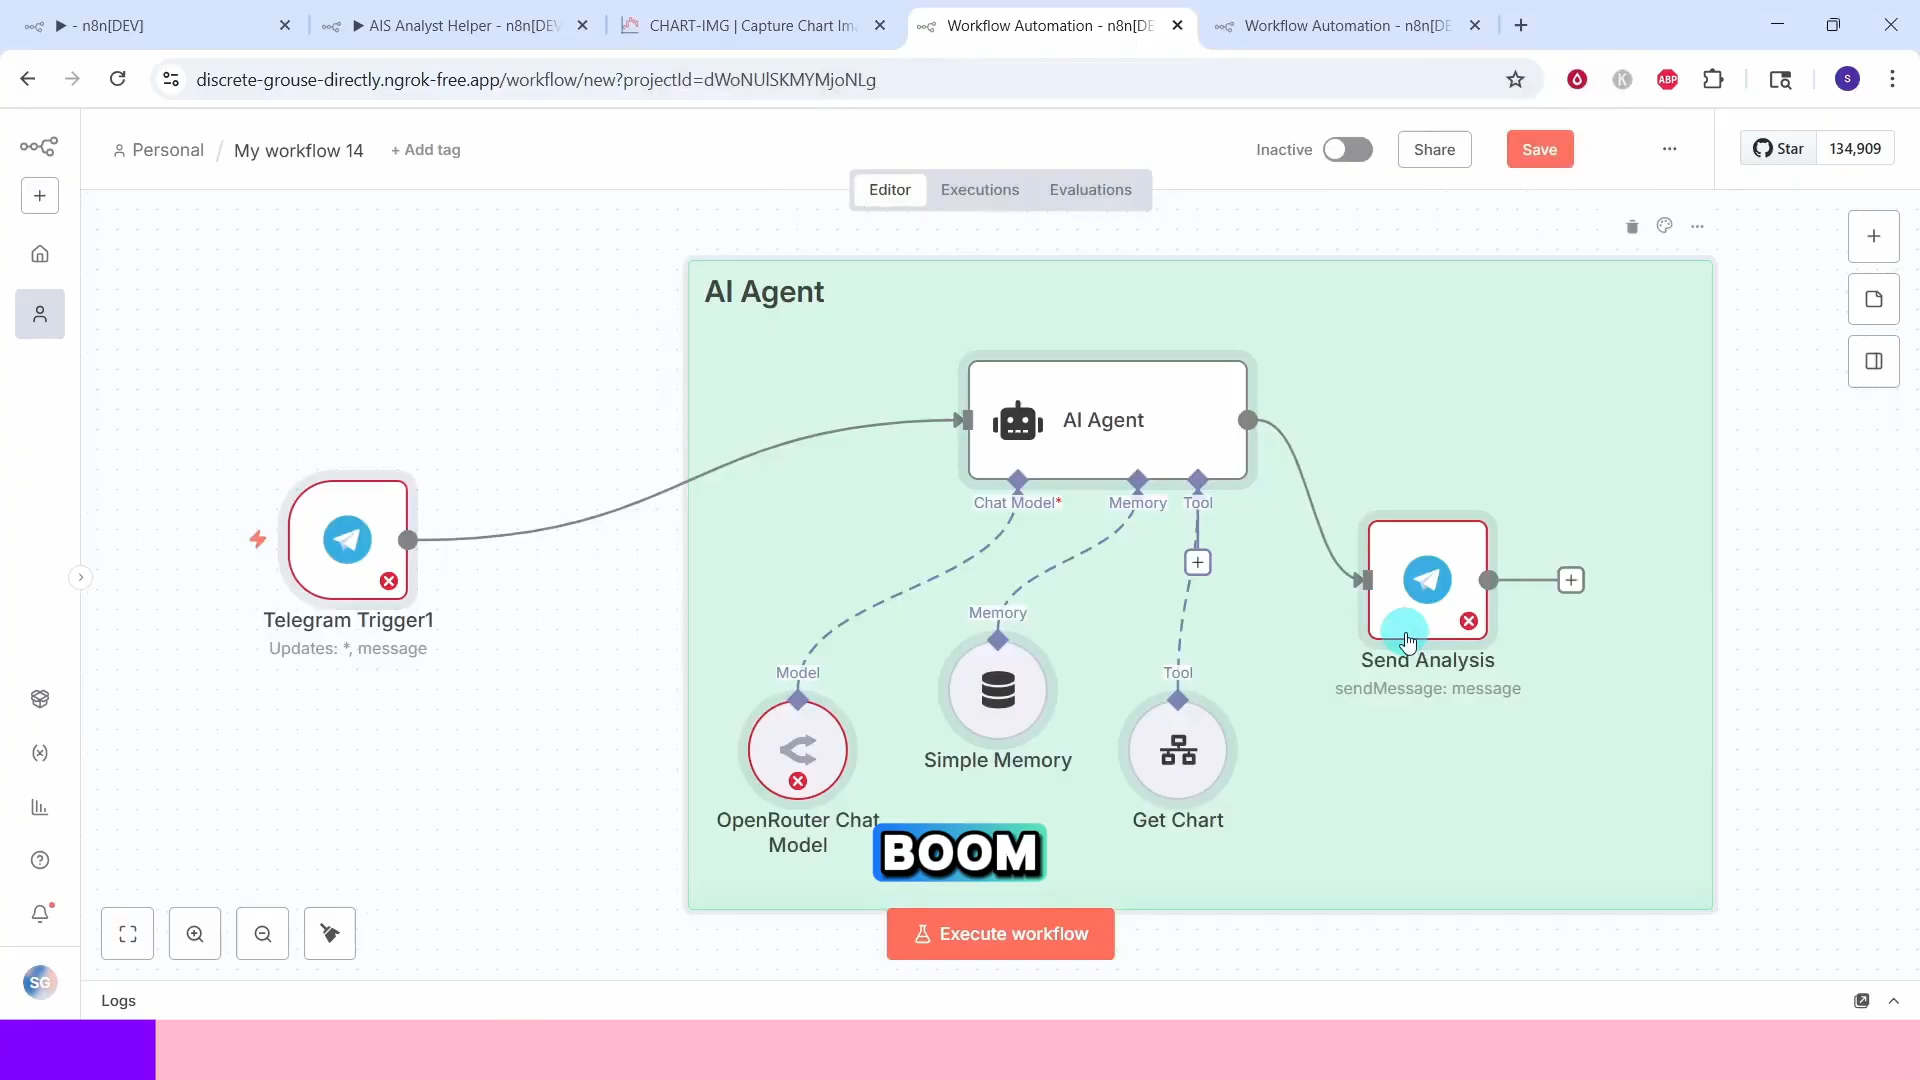 ▶ - n8n[DEV]
▶ AIS Analyst Helper - n8n[DEV
CHART-IMG | Capture Chart Im
Workflow Automation - n8n[DE
Workflow Automation - n8n[DE
discrete-grouse-directly.ngrok-free.app/workflow/new?projectId=dWoNUlSKMYMjoNLg
K
ABP
S
Personal / My workflow 14 + Add tag
Inactive
Share
Save
...
Star 134,909
Editor Executions Evaluations
AI Agent
AI Agent
Chat Model*
Memory
Tool
Telegram Trigger1
Updates: *, message
Memory
Model
Tool
Send Analysis
sendMessage: message
Simple Memory
OpenRouter Chat
Model
Get Chart
BOOM
Execute workflow
SG
Logs